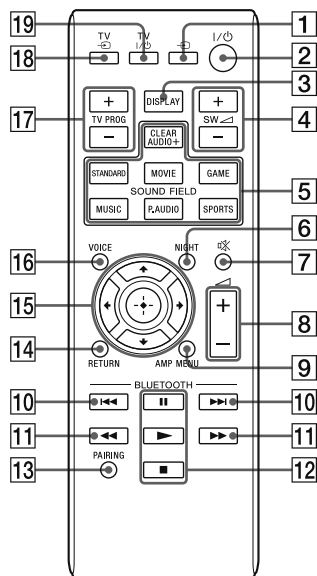 19
TV
TV
I/
1
I/
18
2
3
DISPLAY
17
+
TV PROG
−
+
SW
−
4
CLEAR
AUDIO+
STANDARD
MOVIE
GAME
SOUND FIELD
5
MUSIC
P.AUDIO
SPORTS
6
16
VOICE
NIGHT
7
15
+
−
8
14
RETURN
AMP MENU
9
BLUETOOTH
10
10
11
11
PAIRING
13
12